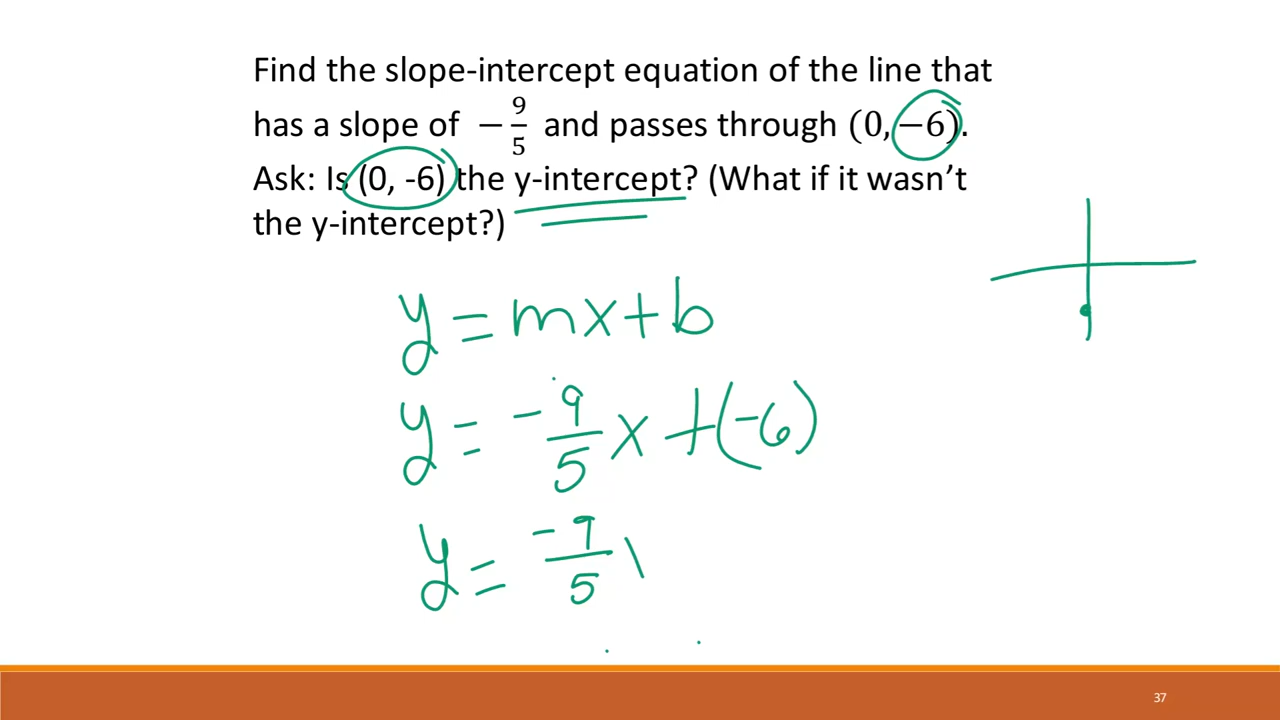 Find the slope-intercept equation of the line that
has a slope of −9/5 and passes through (0, −6).
Ask: Is (0, -6) the y-intercept? (What if it wasn’t
the y-intercept?)
y = mx + b
y = -9/5 x + (-6)
y = -9/5 \
37